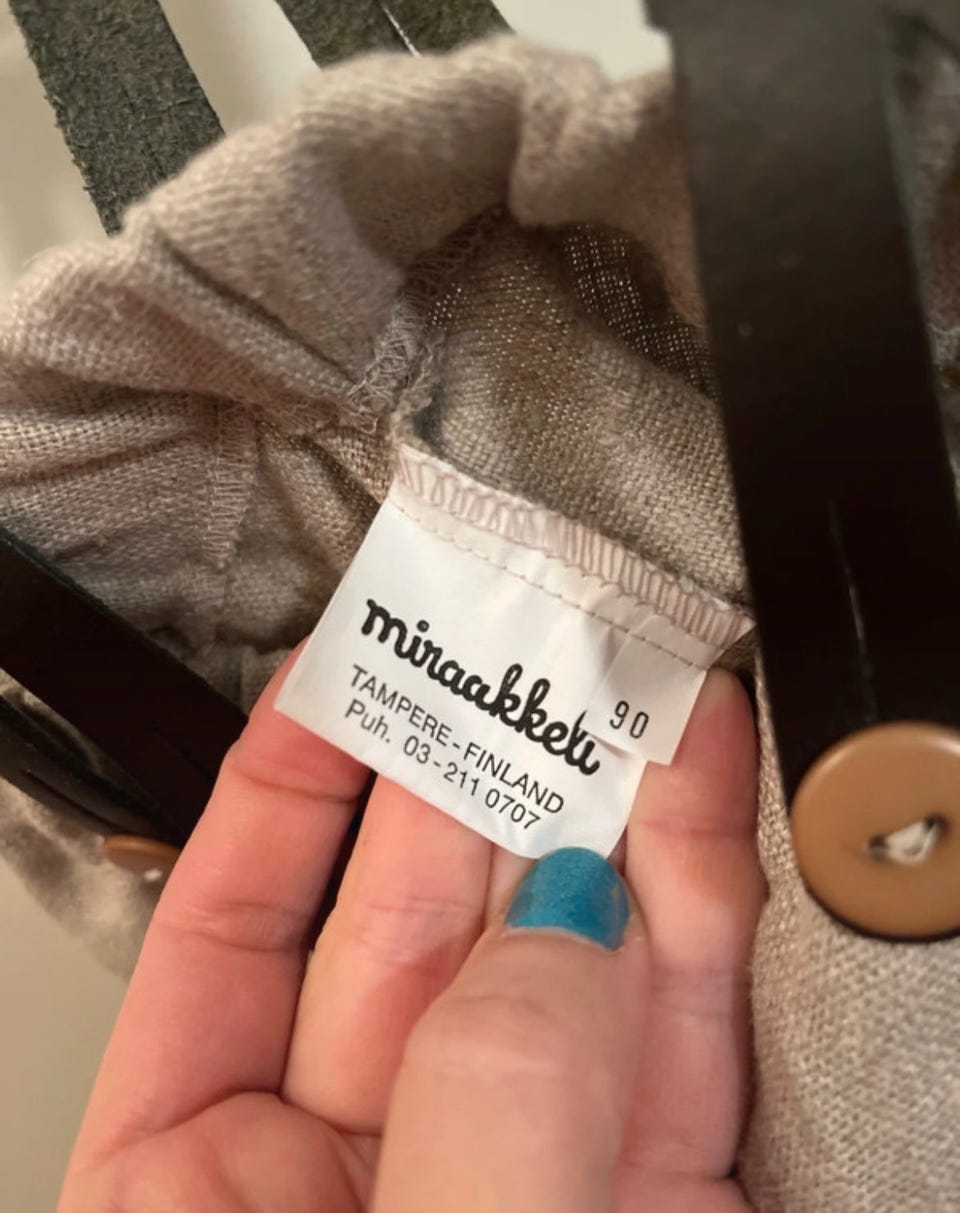 miraakkeli
90
TAMPERE - FINLAND
Puh. 03-211 0707